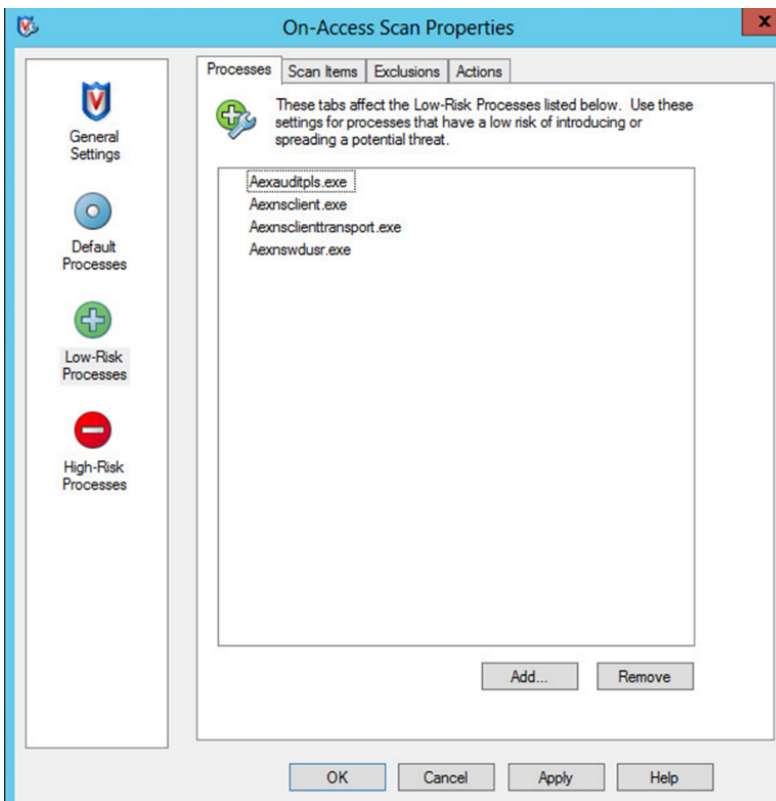 On-Access Scan Properties
x
General
Settings
Default
Processes
Low-Risk
Processes
High-Risk
Processes
Processes
Scan Items
Exclusions
Actions
These tabs affect the Low-Risk Processes listed below. Use these
settings for processes that have a low risk of introducing or
spreading a potential threat.
Aexauditpls.exe
Aexnsclient.exe
Aexnsclienttransport.exe
Aexnswdusr.exe
Add...
Remove
OK
Cancel
Apply
Help